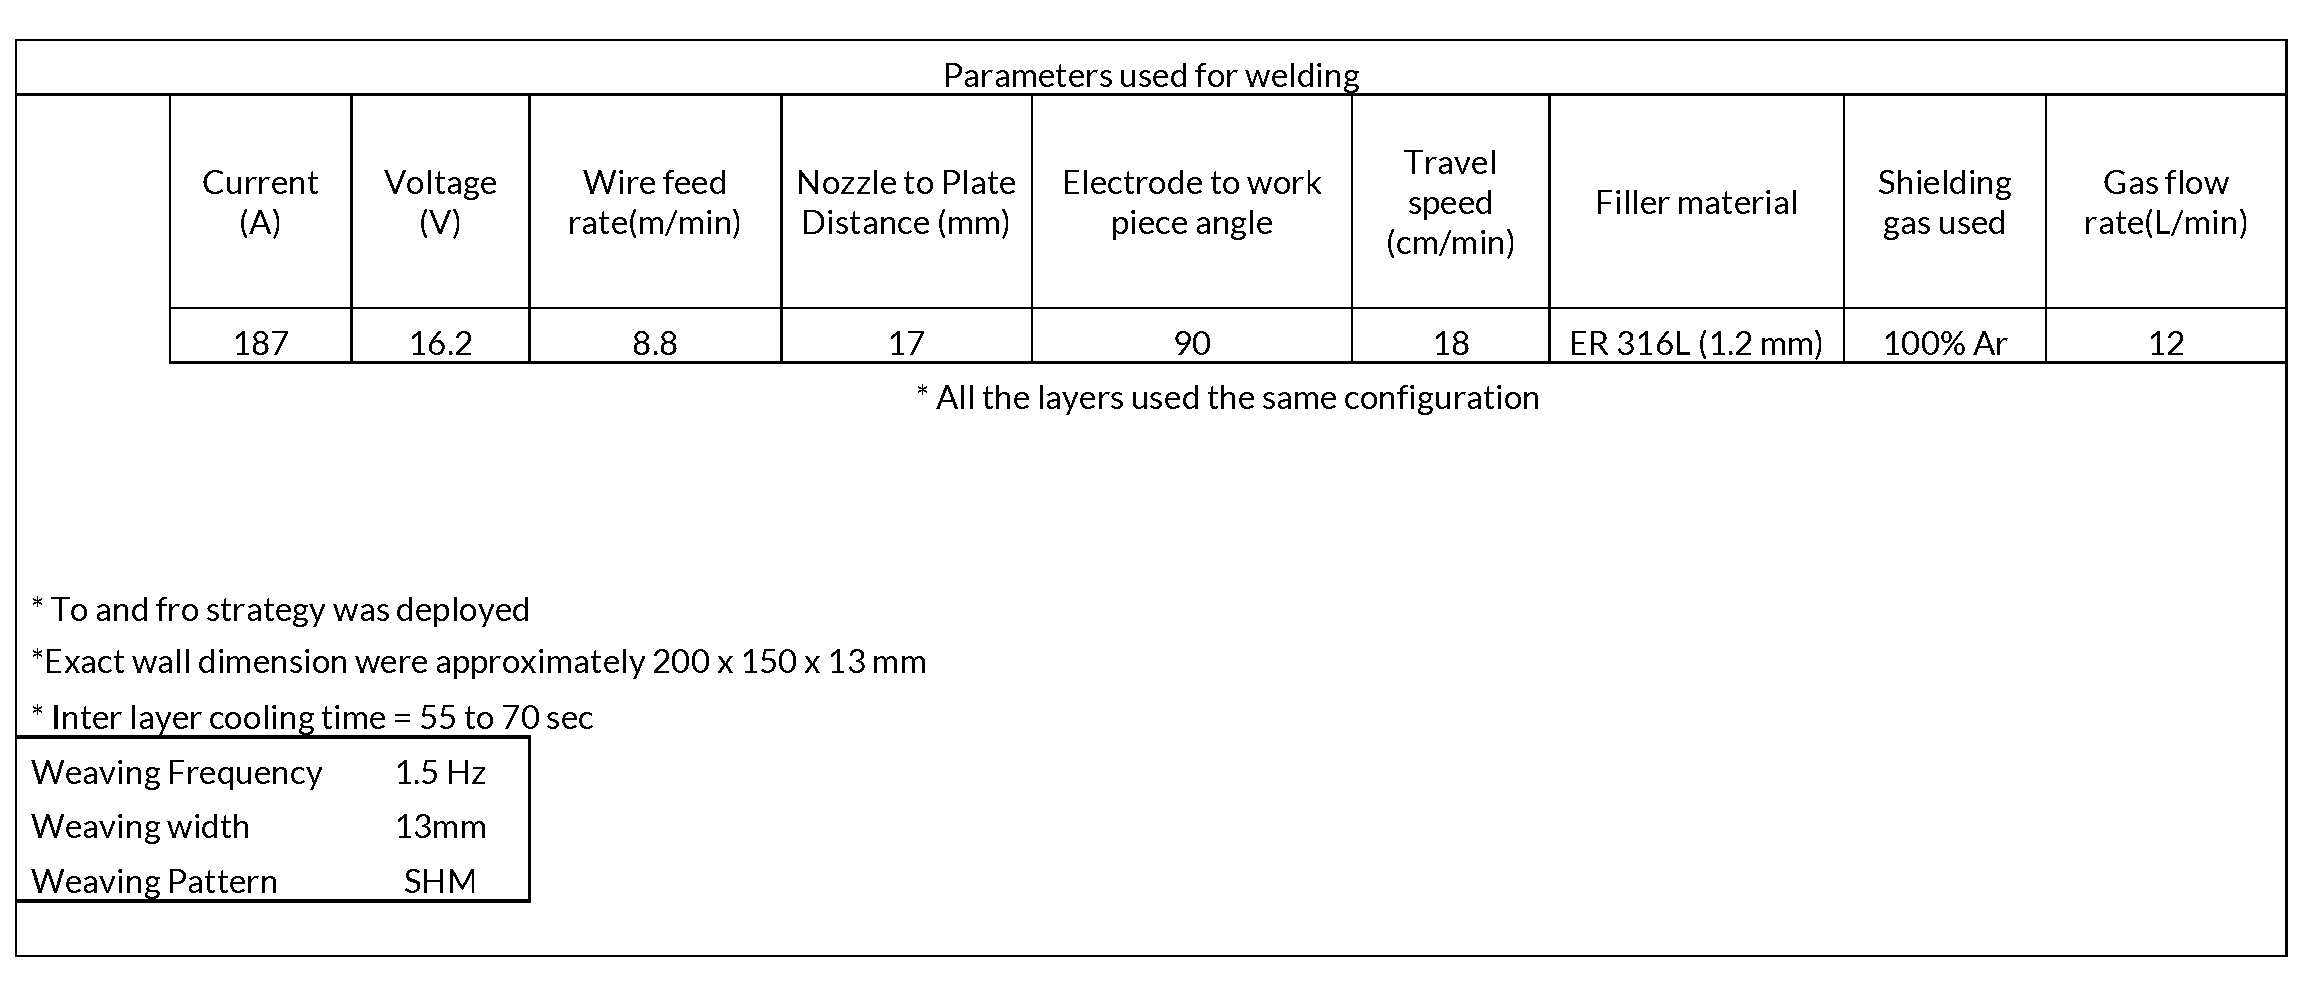 Parameters used for welding
Current (A)
Voltage (V)
Wire feed rate(m/min)
Nozzle to Plate Distance (mm)
Electrode to work piece angle
Travel speed (cm/min)
Filler material
Shielding gas used
Gas flow rate(L/min)
187 16.2 8.8 17 90 18 ER 316L (1.2 mm) 100% Ar 12
* All the layers used the same configuration
* To and fro strategy was deployed
*Exact wall dimension were approximately 200 x 150 x 13 mm
* Inter layer cooling time = 55 to 70 sec
Weaving Frequency 1.5 Hz
Weaving width 13mm
Weaving Pattern SHM